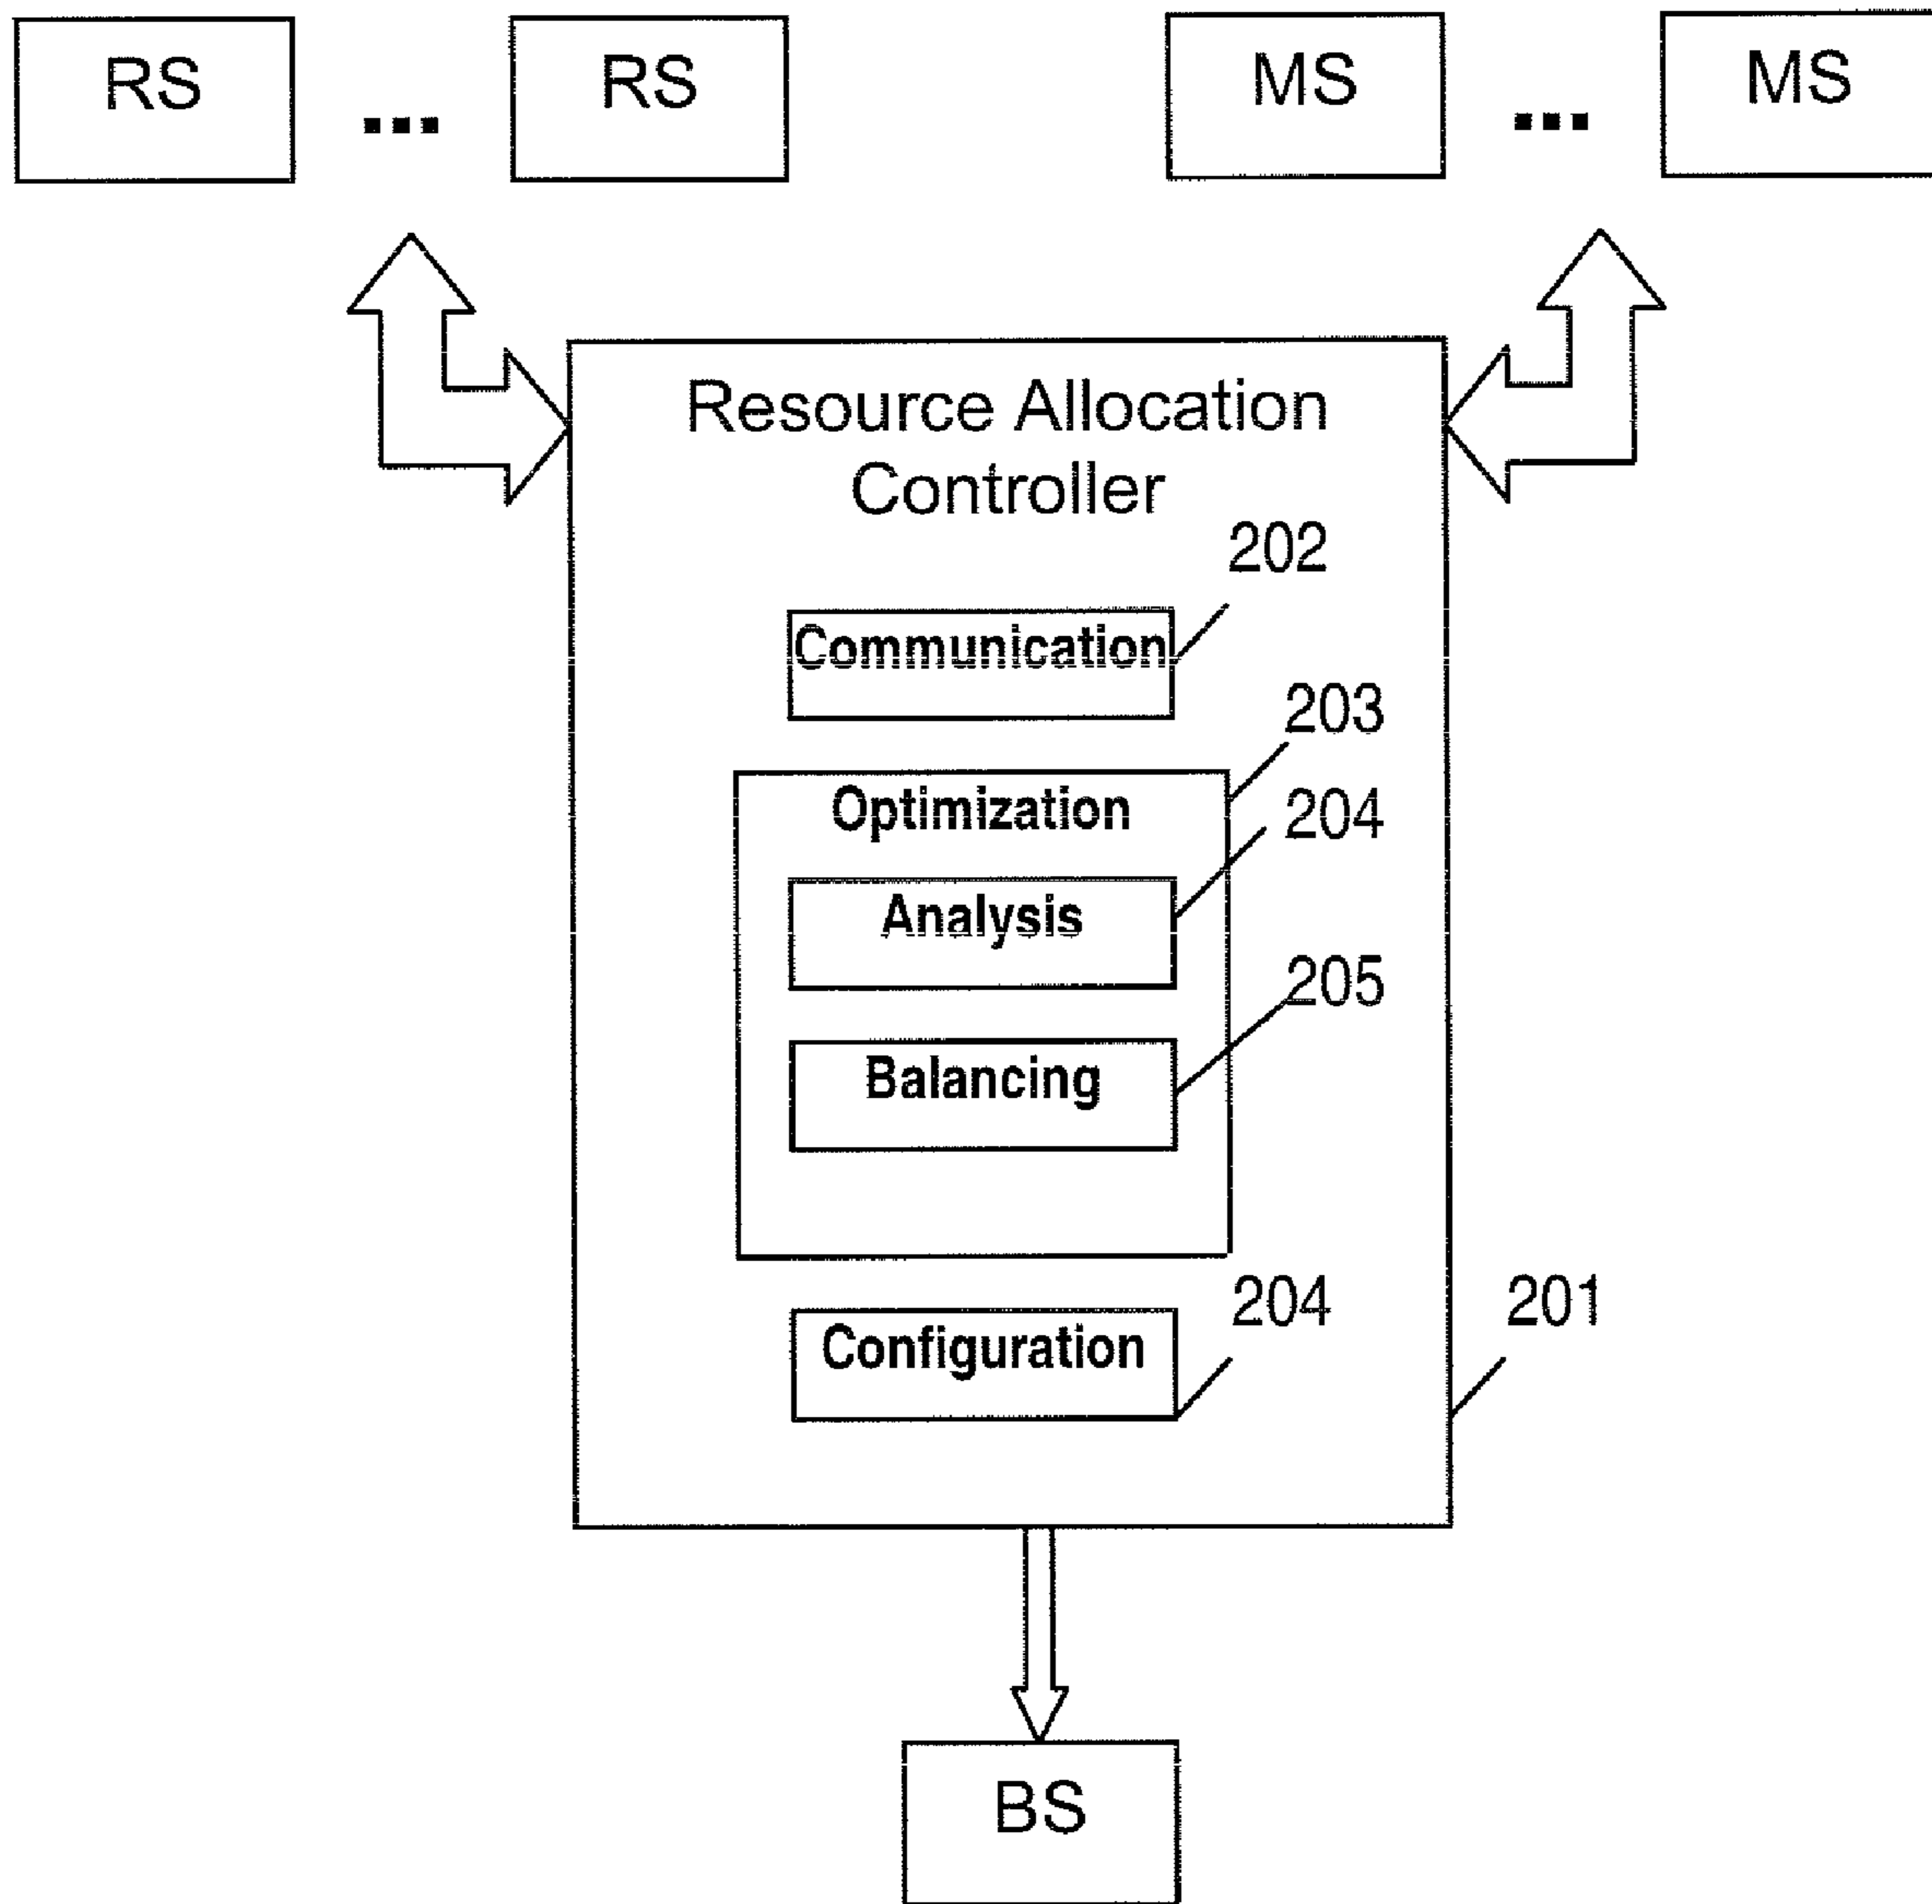 RS ... RS MS ... MS
Resource Allocation
Controller
202
Communication
203
Optimization
204
Analysis
205
Balancing
204
201
Configuration
BS